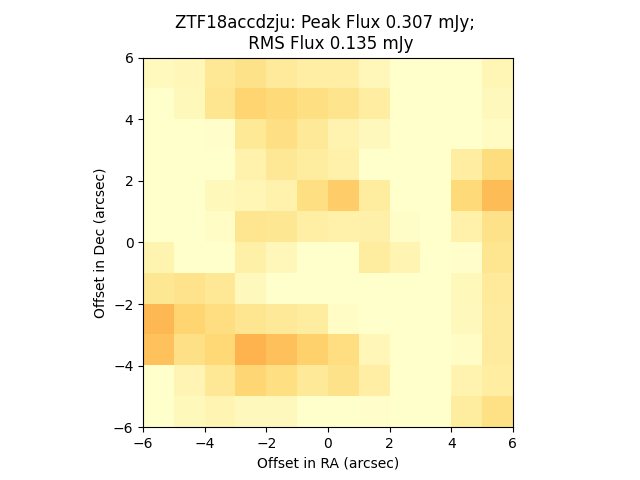 ZTF18accdzju: Peak Flux 0.307 mJy;
RMS Flux 0.135 mJy
6
4
2
0
−2
−4
−6
Offset in Dec (arcsec)
−6 −4 −2 0 2 4 6
Offset in RA (arcsec)